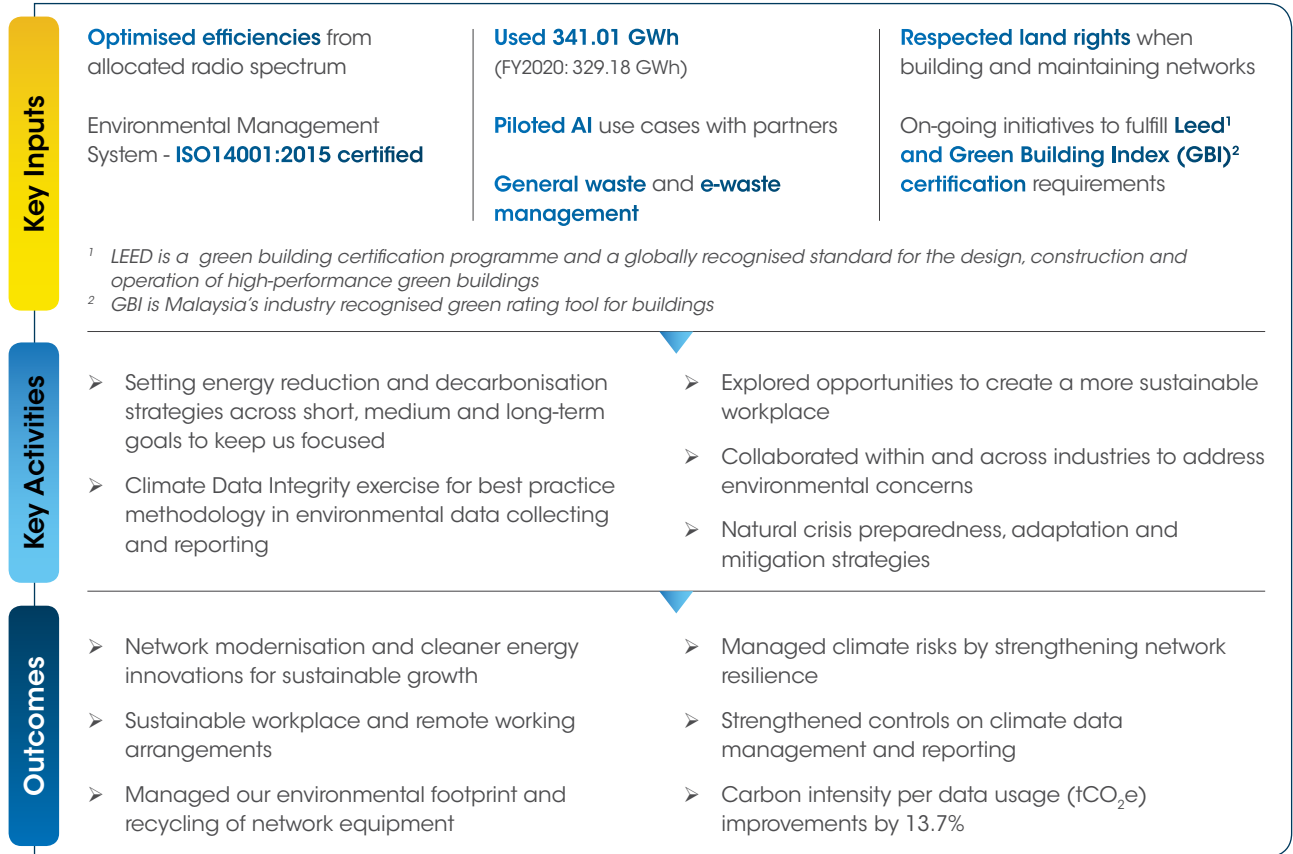 Key Inputs
Optimised efficiencies from
allocated radio spectrum
Environmental Management
System - ISO14001:2015 certified
Used 341.01 GWh
(FY2020: 329.18 GWh)
Piloted AI use cases with partners
General waste and e-waste
management
Respected land rights when
building and maintaining networks
On-going initiatives to fulfill Leed¹
and Green Building Index (GBI)²
certification requirements
¹ LEED is a green building certification programme and a globally recognised standard for the design, construction and
operation of high-performance green buildings
² GBI is Malaysia's industry recognised green rating tool for buildings
Key Activities
➢ Setting energy reduction and decarbonisation
strategies across short, medium and long-term
goals to keep us focused
➢ Climate Data Integrity exercise for best practice
methodology in environmental data collecting
and reporting
➢ Explored opportunities to create a more sustainable
workplace
➢ Collaborated within and across industries to address
environmental concerns
➢ Natural crisis preparedness, adaptation and
mitigation strategies
Outcomes
➢ Network modernisation and cleaner energy
innovations for sustainable growth
➢ Sustainable workplace and remote working
arrangements
➢ Managed our environmental footprint and
recycling of network equipment
➢ Managed climate risks by strengthening network
resilience
➢ Strengthened controls on climate data
management and reporting
➢ Carbon intensity per data usage (tCO₂e)
improvements by 13.7%